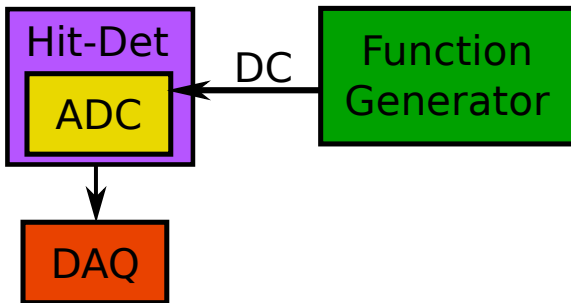 Hit-Det
ADC
DC
Function
Generator
DAQ